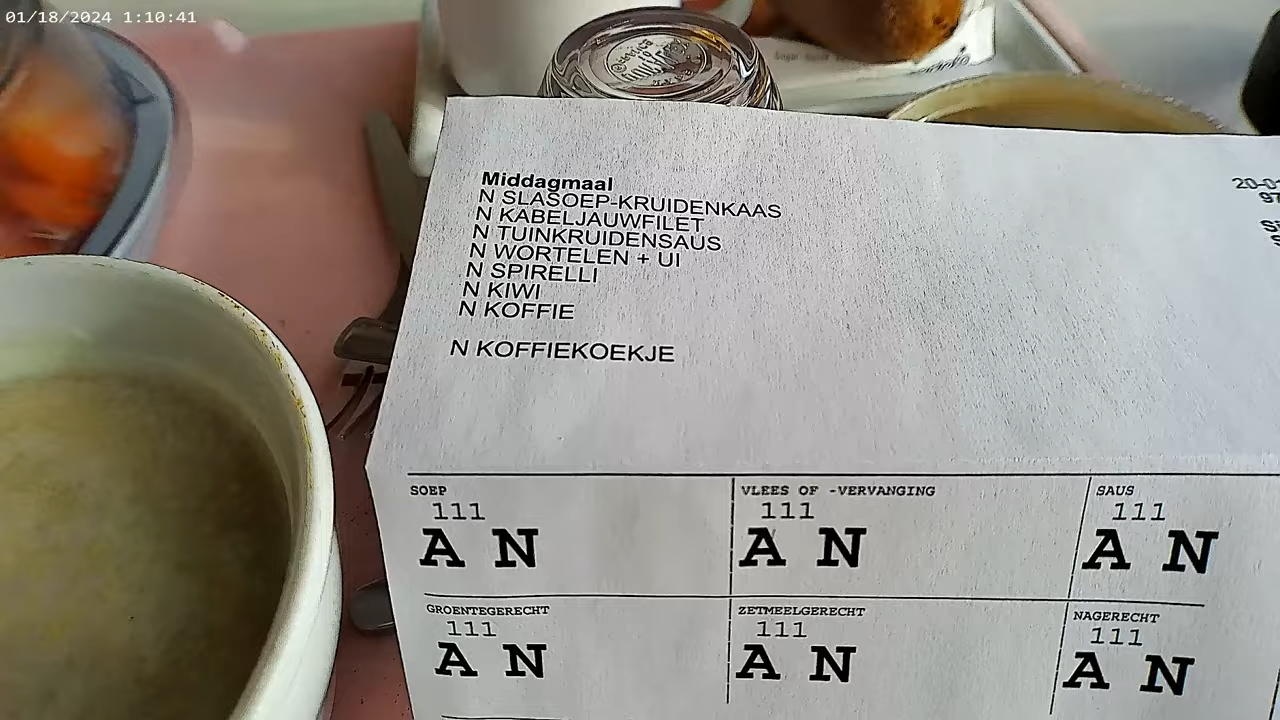 01/18/2024 1:10:41
Middagmaal
N SLASOEP-KRUIDENKAAS
N KABELJAUWFILET
N TUINKRUIDENSAUS
N WORTELEN + UI
N SPIRELLI
N KIWI
N KOFFIE
N KOFFIEKOEKJE
SOEP
111
A N
VLEES OF -VERVANGING
111
A N
SAUS
111
A N
GROENTEGERECHT
111
A N
ZETMEELGERECHT
111
A N
NAGERECHT
111
A N